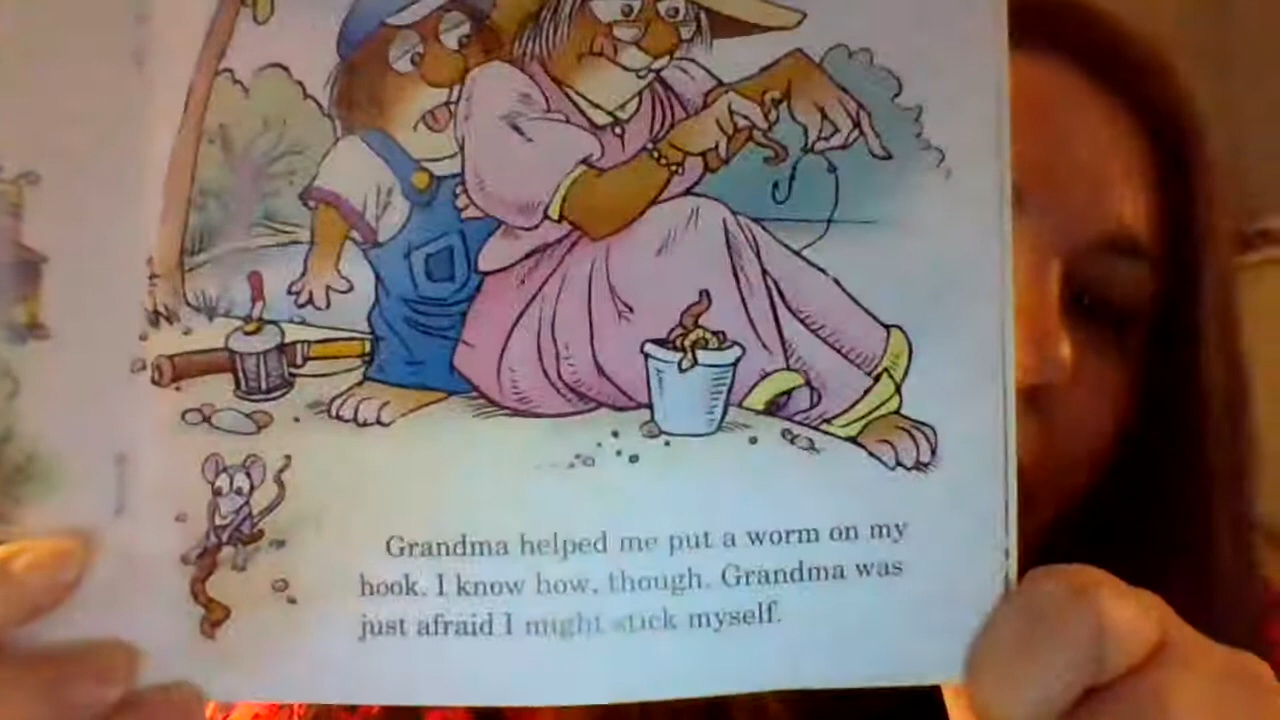 Grandma helped me put a worm on my
hook. I know how, though. Grandma was
just afraid I might stick myself.